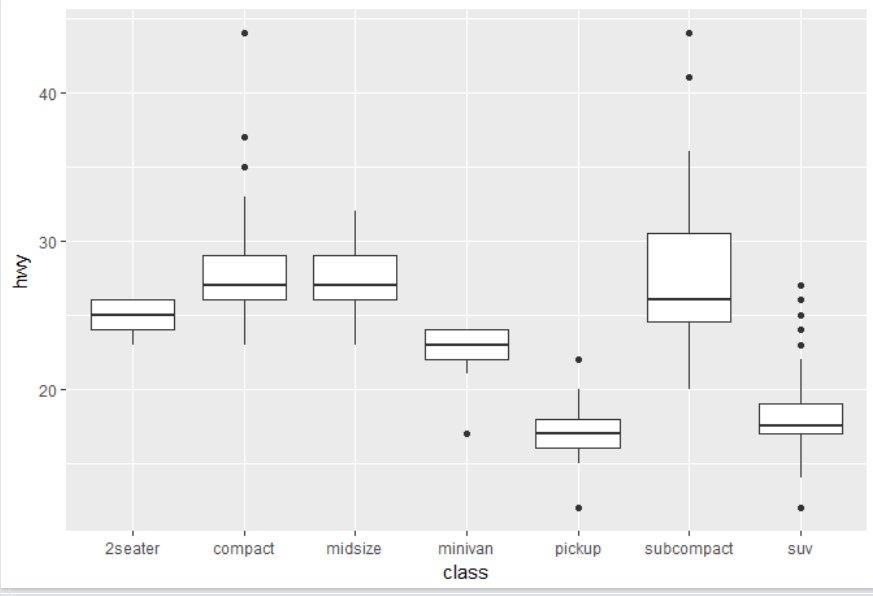 40
30
20
hwy
2seater compact midsize minivan pickup subcompact suv
class